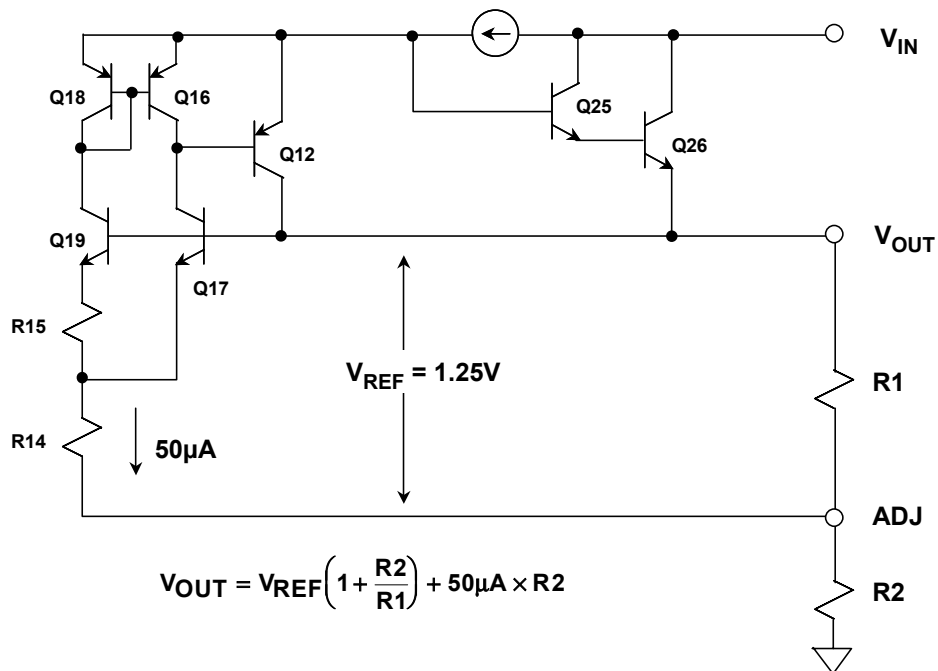 V_IN
Q25
Q18
Q16
Q26
Q12
Q19
V_OUT
Q17
R15
V_REF = 1.25V
R1
R14
50µA
ADJ
V_OUT = V_REF(1 + R2/R1) + 50µA × R2
R2